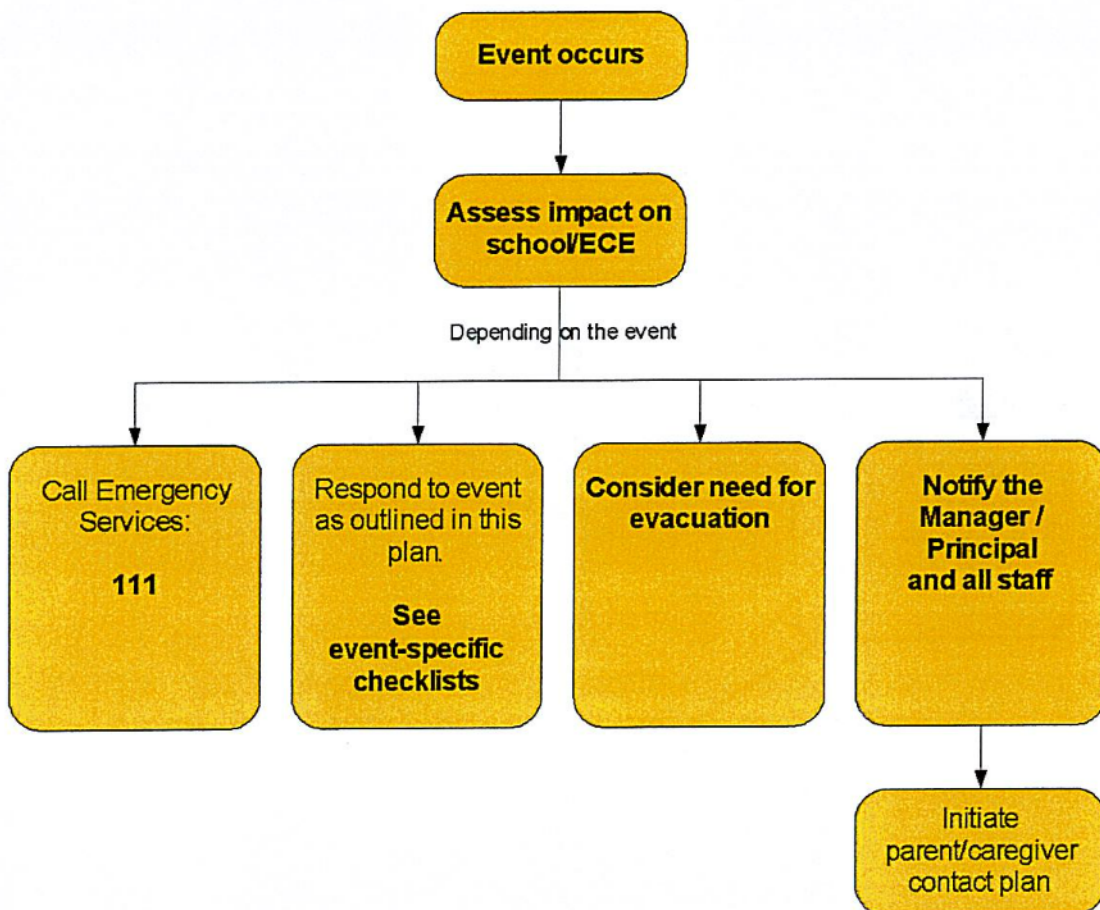 Event occurs
Assess impact on
school/ECE
Depending on the event
Call Emergency
Services:
111
Respond to event
as outlined in this
plan.
See
event-specific
checklists
Consider need for
evacuation
Notify the
Manager /
Principal
and all staff
Initiate
parent/caregiver
contact plan